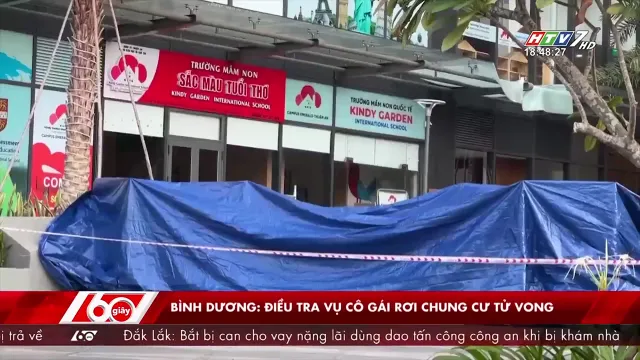 HTV7 HD
18:48:27
TRƯỜNG MẦM NON
SẮC MÀU TUỔI THƠ
KINDY GARDEN INTERNATIONAL SCHOOL
TRƯỜNG MẦM NON QUỐC TẾ
KINDY GARDEN
INTERNATIONAL SCHOOL
60 giây
BÌNH DƯƠNG: ĐIỀU TRA VỤ CÔ GÁI RƠI CHUNG CƯ TỬ VONG
ị trả về 60 Đắk Lắk: Bắt bị can cho vay nặng lãi dùng dao tấn công công an khi bị khám nhà